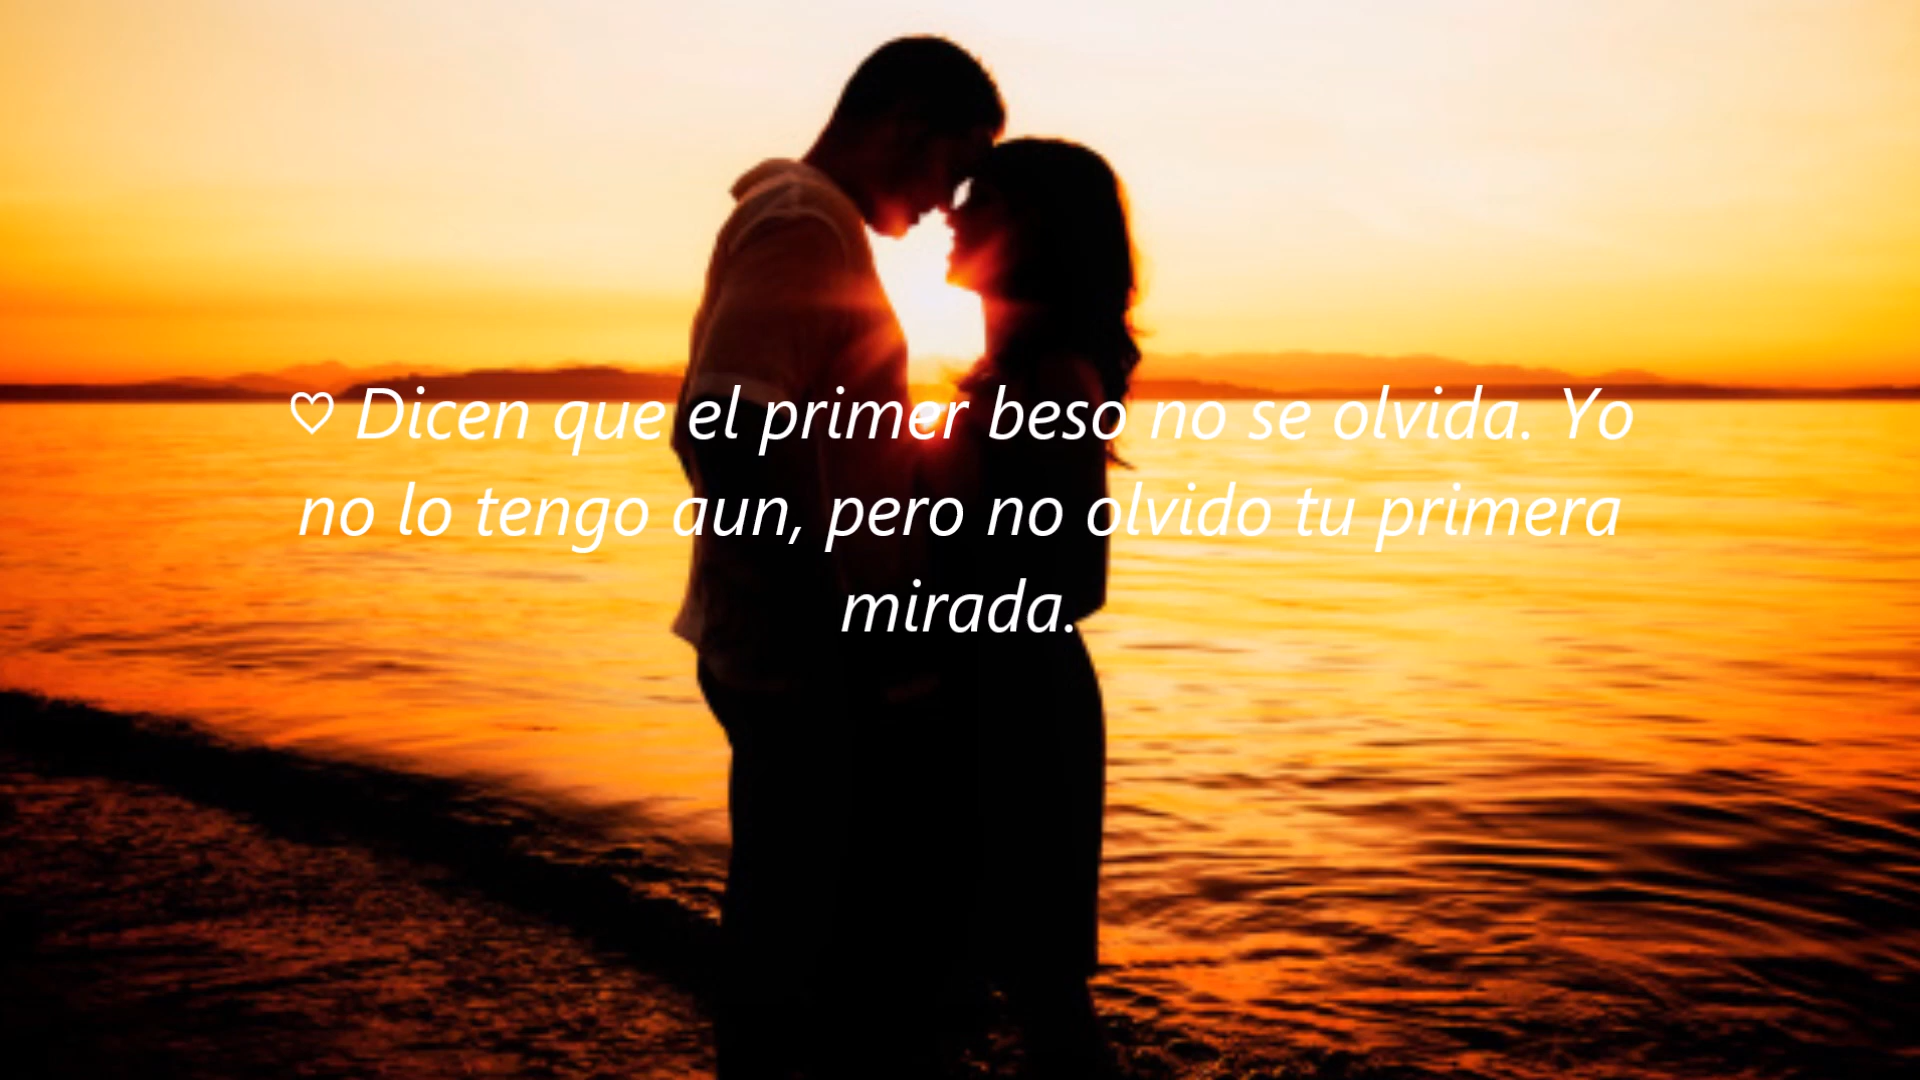 ♡ Dicen que el primer beso no se olvida. Yo
no lo tengo aun, pero no olvido tu primera
mirada.